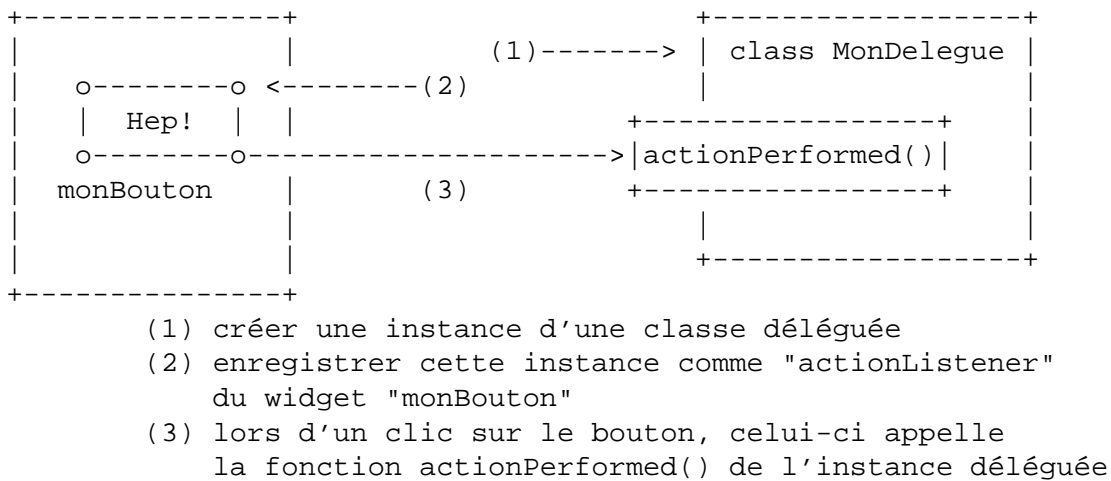 (1)-------> | class MonDelegue |
o--------o <--------(2)
| Hep! |
o--------o--------------------->|actionPerformed()|
monBouton (3)
(1) créer une instance d'une classe déléguée
(2) enregistrer cette instance comme "actionListener"
du widget "monBouton"
(3) lors d'un clic sur le bouton, celui-ci appelle
la fonction actionPerformed() de l'instance déléguée